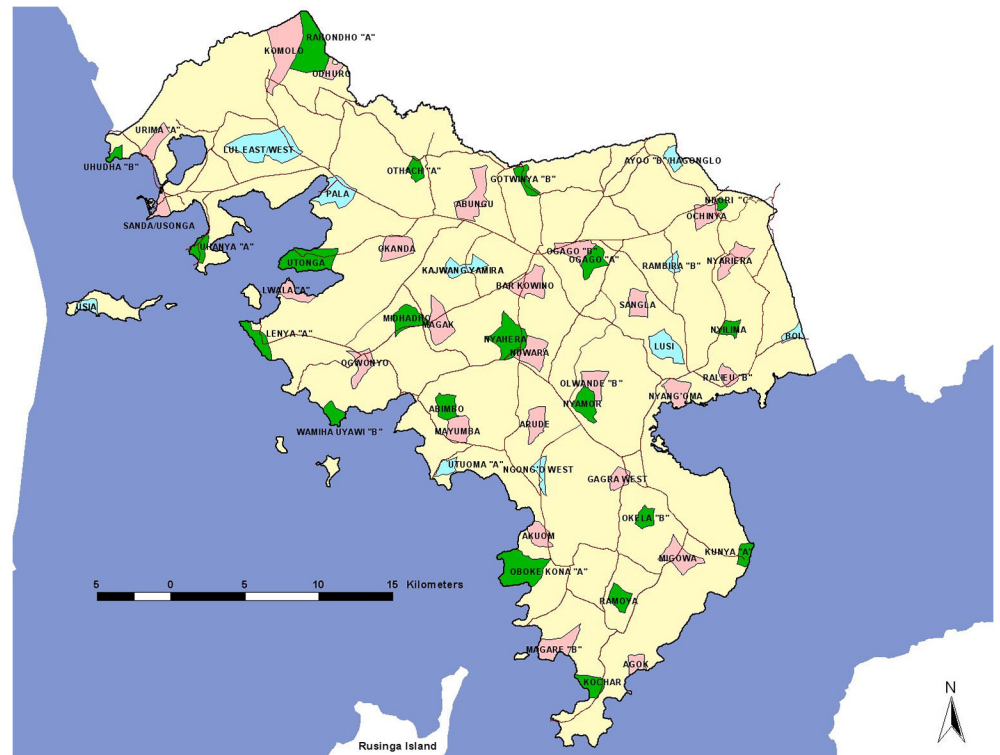 RARONDHO "A"
KOMOLO
ODHURO
URIMA "A"
LUL EAST/WEST
UHUDHA "B"
OTHACH "A"
GOTWINYA "B"
AYOO "B"/HAGONGLO
PALA
ABUNGU
NDORI "C"
OCHINYA
SANDA/USONGA
UHANYA "A"
OKANDA
OGAGO "B"
OGAGO "A"
UTONGA
KAJWANG YAMIRA
RAMBIRA "B"
NYARIERA
BAR KOWINO
LWALA "A"
USIA
SANGLA
MIDHADRO
MAGAK
LENYA "A"
NYAHERA
NYILIMA
BOL
LUSI
NDWARA
OGWONYO
RALIEU "B"
OLWANDE "B"
NYANG'OMA
NYAMOR
ABIMBO
WAMIHA UYAWI "B"
MAYUMBA
ARUDE
UTUOMA "A"
NGONG'O WEST
GAGRA WEST
OKELA "B"
AKUOM
KUNYA "A"
MIGOWA
OBOKE KONA "A"
5 0 5 10 15 Kilometers
RAMOYA
MAGARE "B"
AGOK
KOCHAR
N
Rusinga Island